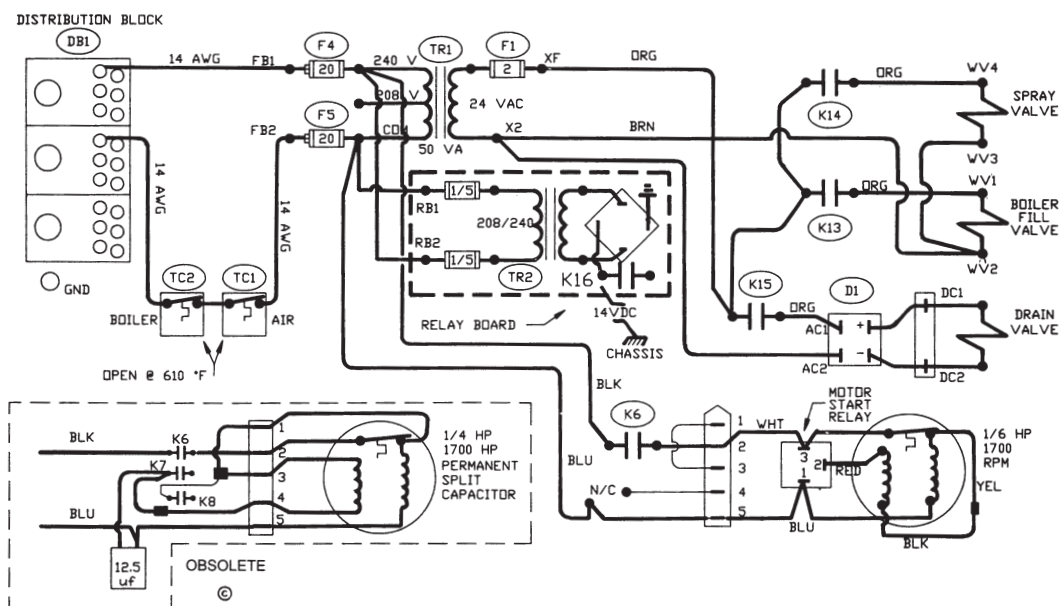 DISTRIBUTION BLOCK
DB1
14 AWG
FB1
F4
20
240 V
TR1
F1
2
XF
ORG
208 V
24 VAC
FB2
F5
20
50 VA
X2
BRN
14 AWG
14 AWG
GND
TC2
TC1
BOILER
AIR
OPEN @ 610 °F
RB1
1/5
208/240
RB2
1/5
TR2
K16
RELAY BOARD
14VDC
CHASSIS
K14
ORG
WV4
SPRAY
VALVE
WV3
K13
ORG
WV1
BOILER
FILL
VALVE
WV2
K15
ORG
D1
AC1
+
AC2
-
DC1
DC2
DRAIN
VALVE
BLK
BLU
K6
N/C
1
2
3
4
5
WHT
MOTOR
START
RELAY
3
2
1
RED
BLU
1/6 HP
1700
RPM
YEL
BLK
BLK
K6
K7
K8
BLU
12.5
uf
1
2
3
4
5
1/4 HP
1700 HP
PERMANENT
SPLIT
CAPACITOR
OBSOLETE
©